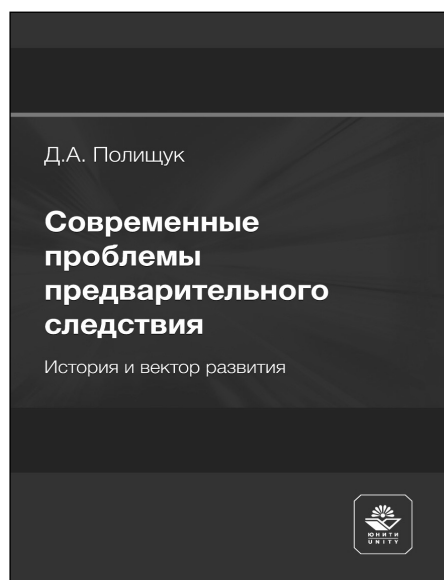 Д.А. Полищук
Современные
проблемы
предварительного
следствия
История и вектор развития
ЮНИТИ
UNITY